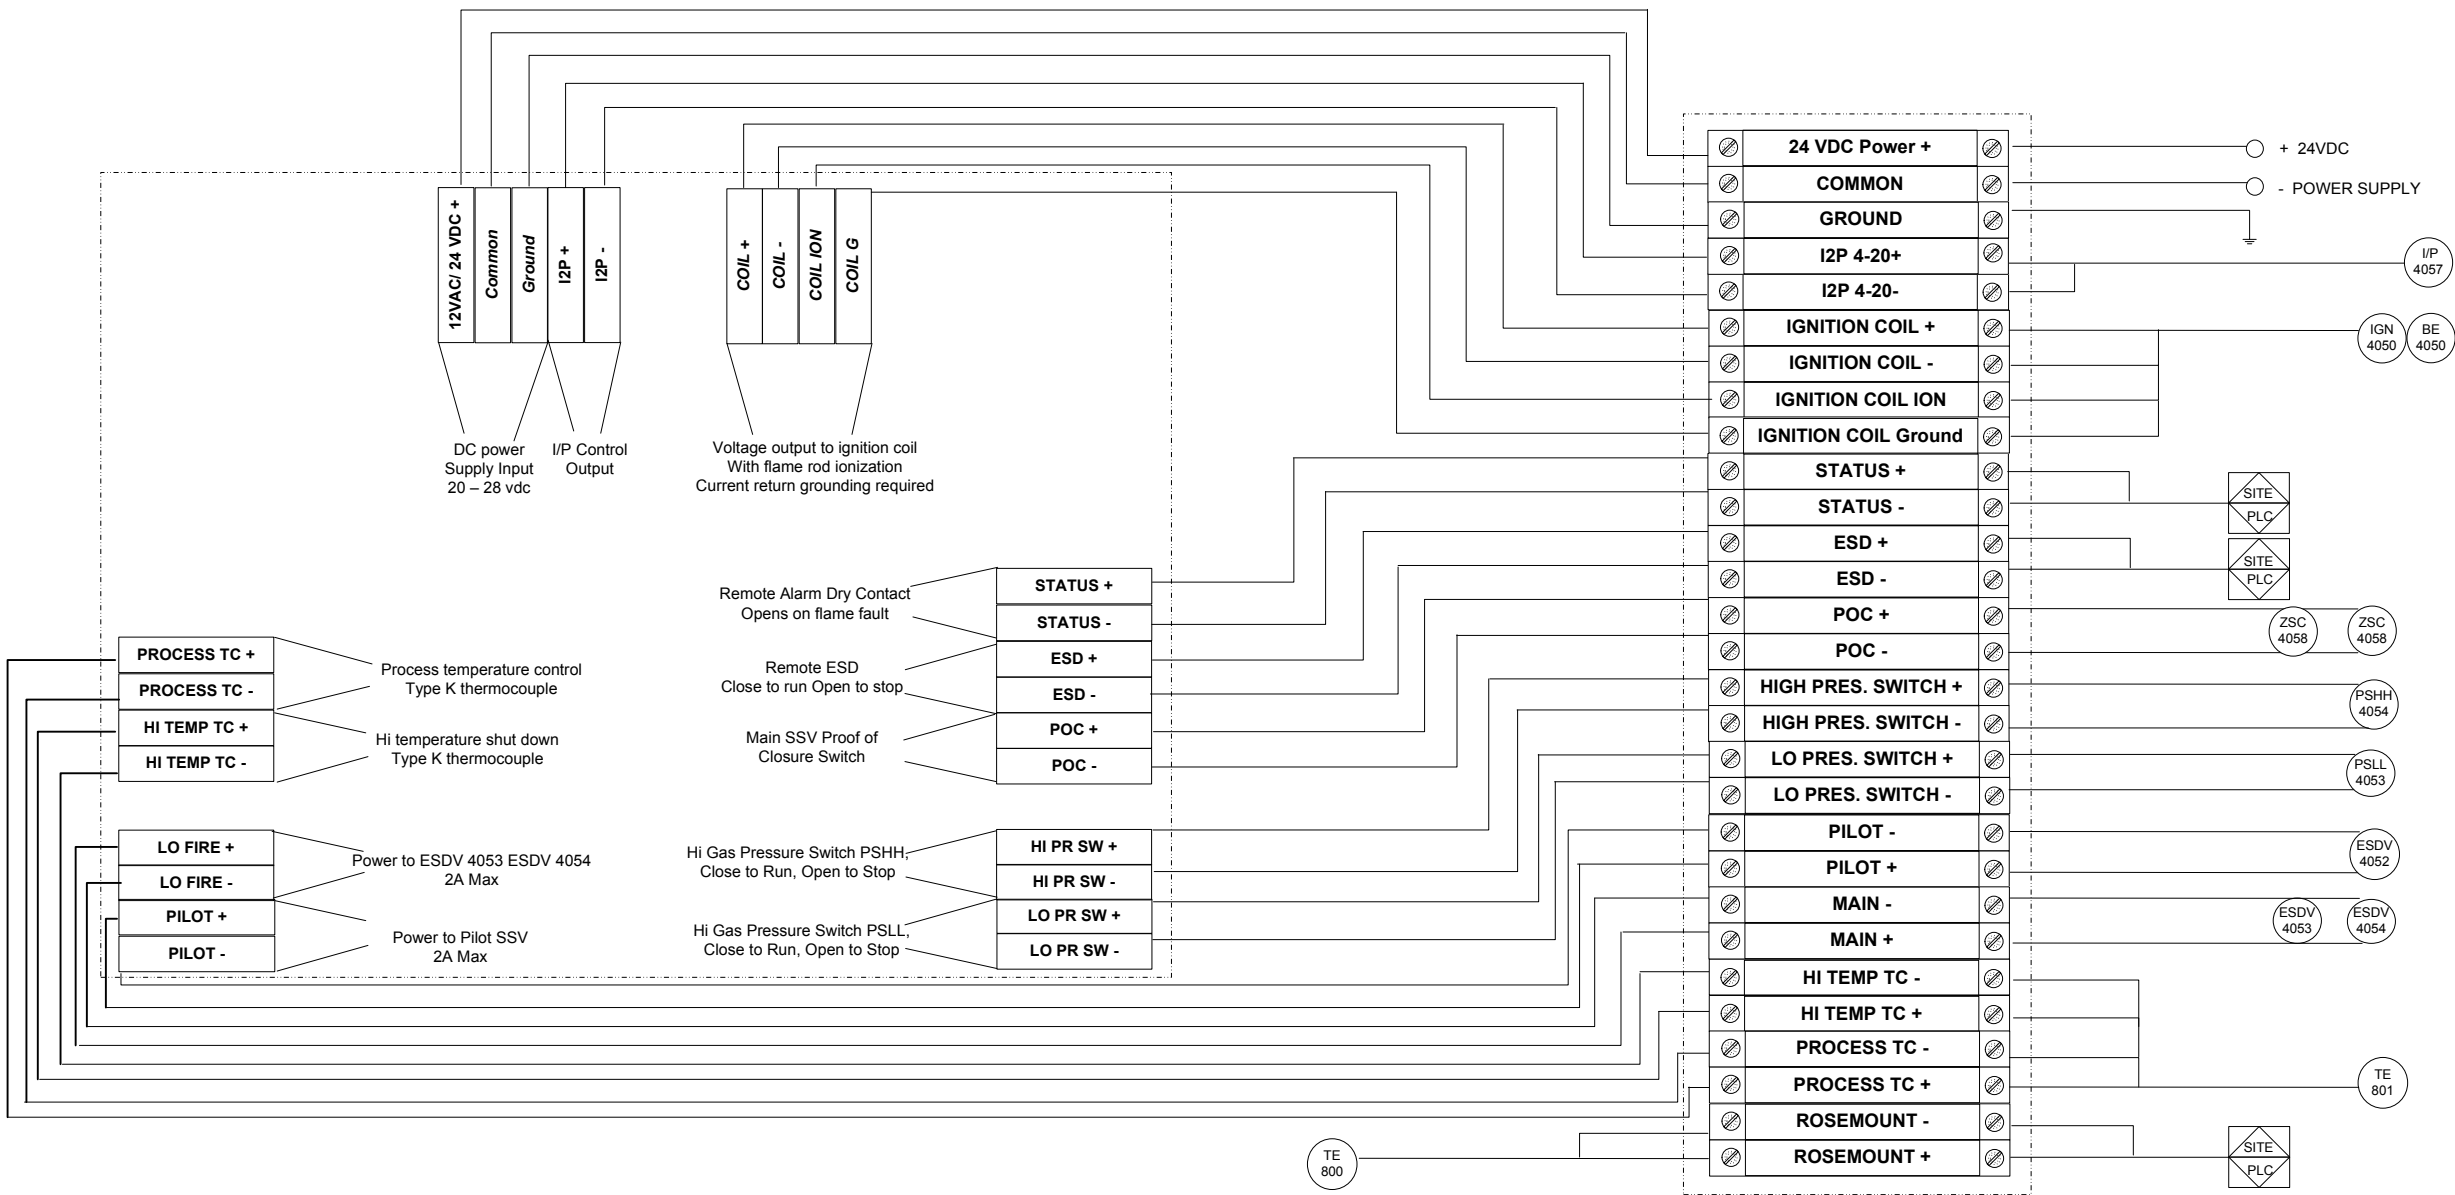 12VAC/ 24 VDC +
Common
Ground
I2P +
I2P -
DC power
Supply Input
20 – 28 vdc
I/P Control
Output
COIL +
COIL -
COIL ION
COIL G
Voltage output to ignition coil
With flame rod ionization
Current return grounding required
PROCESS TC +
PROCESS TC -
HI TEMP TC +
HI TEMP TC -
Process temperature control
Type K thermocouple
Hi temperature shut down
Type K thermocouple
LO FIRE +
LO FIRE -
PILOT +
PILOT -
Power to ESDV 4053 ESDV 4054
2A Max
Power to Pilot SSV
2A Max
Remote Alarm Dry Contact
Opens on flame fault
Remote ESD
Close to run Open to stop
Main SSV Proof of
Closure Switch
STATUS +
STATUS -
ESD +
ESD -
POC +
POC -
Hi Gas Pressure Switch PSHH,
Close to Run, Open to Stop
Hi Gas Pressure Switch PSLL,
Close to Run, Open to Stop
HI PR SW +
HI PR SW -
LO PR SW +
LO PR SW -
24 VDC Power +
COMMON
GROUND
I2P 4-20+
I2P 4-20-
IGNITION COIL +
IGNITION COIL -
IGNITION COIL ION
IGNITION COIL Ground
STATUS +
STATUS -
ESD +
ESD -
POC +
POC -
HIGH PRES. SWITCH +
HIGH PRES. SWITCH -
LO PRES. SWITCH +
LO PRES. SWITCH -
PILOT -
PILOT +
MAIN -
MAIN +
HI TEMP TC -
HI TEMP TC +
PROCESS TC -
PROCESS TC +
ROSEMOUNT -
ROSEMOUNT +
+ 24VDC
- POWER SUPPLY
I/P
4057
IGN
4050
BE
4050
SITE
PLC
SITE
PLC
ZSC
4058
ZSC
4058
PSHH
4054
PSLL
4053
ESDV
4052
ESDV
4053
ESDV
4054
TE
801
TE
800
SITE
PLC